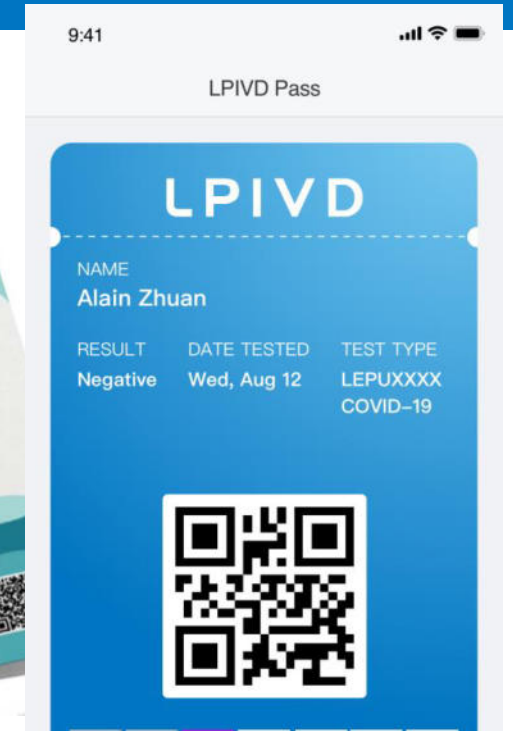 9:41
LPIVD Pass
LPIVD
NAME
Alain Zhuan
RESULT DATE TESTED TEST TYPE
Negative Wed, Aug 12 LEPUXXXX
COVID-19